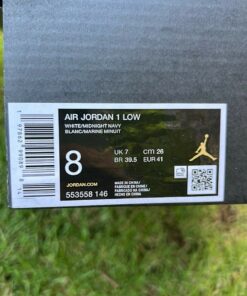 AIR JORDAN 1 LOW
WHITE/MIDNIGHT NAVY
BLANC/MARINE MINUIT
8
UK 7 CM 26
BR 39.5 EUR 41
JORDAN.COM
553558 146
MADE IN CHINA
FABRIQUE EN CHINE